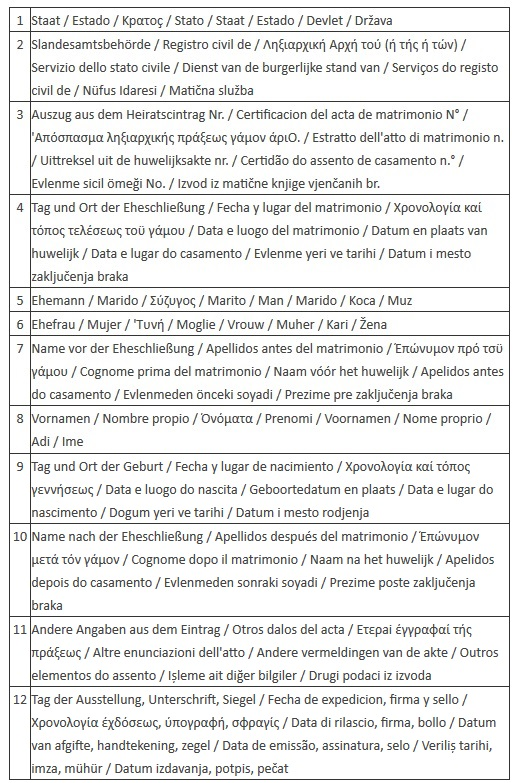 1 Staat / Estado / Κρατος / Stato / Staat / Estado / Devlet / Država
2 Slandesamtsbehörde / Registro civil de / Ληξιαρχική Αρχή τού (ή τής ή τών) /
Servizio dello stato civile / Dienst van de burgerlijke stand van / Serviços do registo
civil de / Nüfus Idaresi / Matična služba
3 Auszug aus dem Heiratscintrag Nr. / Certificacion del acta de matrimonio N° /
'Απόσπασμα ληξιαρχικής πράξεως γάμον άριΟ. / Estratto dell'atto di matrimonio n.
/ Uittreksel uit de huwelijksakte nr. / Certidão do assento de casamento n.° /
Evlenme sicil ömeği No. / Izvod iz matične knjige vjenčanih br.
4 Tag und Ort der Eheschließung / Fecha y lugar del matrimonio / Χρονολογία καί
τόπος τελέσεως τοϋ γάμου / Data e luogo del matrimonio / Datum en plaats van
huwelijk / Data e lugar do casamento / Evlenme yeri ve tarihi / Datum i mesto
zaključenja braka
5 Ehemann / Marido / Σύζυγος / Marito / Man / Marido / Koca / Muz
6 Ehefrau / Mujer / 'Τυνή / Moglie / Vrouw / Muher / Kari / Žena
7 Name vor der Eheschließung / Apellidos antes del matrimonio / Έπώνυμον πρό τσϋ
γάμου / Cognome prima del matrimonio / Naam vóór het huwelijk / Apelidos antes
do casamento / Evlenmeden önceki soyadi / Prezime pre zaključenja braka
8 Vornamen / Nombre propio / Όνόματα / Prenomi / Voornamen / Nome proprio /
Adi / Ime
9 Tag und Ort der Geburt / Fecha y lugar de nacimiento / Χρονολογία καί τόπος
γεννήσεως / Data e luogo do nascita / Geboortedatum en plaats / Data e lugar do
nascimento / Dogum yeri ve tarihi / Datum i mesto rodjenja
10 Name nach der Eheschließung / Apellidos después del matrimonio / Έπώνυμον
μετά τόν γάμον / Cognome dopo il matrimonio / Naam na het huwelijk / Apelidos
depois do casamento / Evlenmeden sonraki soyadi / Prezime poste zaključenja
braka
11 Andere Angaben aus dem Eintrag / Otros dalos del acta / Ετεραί έγγραφαί τής
πράξεως / Altre enunciazioni dell'atto / Andere vermeldingen van de akte / Outros
elementos do assento / Işleme ait diğer bilgiler / Drugi podaci iz izvoda
12 Tag der Ausstellung, Unterschrift, Siegel / Fecha de expedicion, firma y sello /
Χρονολογία έχδόσεως, ύπογραφή, σφραγίς / Data di rilascio, firma, bollo / Datum
van afgifte, handtekening, zegel / Data de emissão, assinatura, selo / Veriliş tarihi,
imza, mühür / Datum izdavanja, potpis, pečat